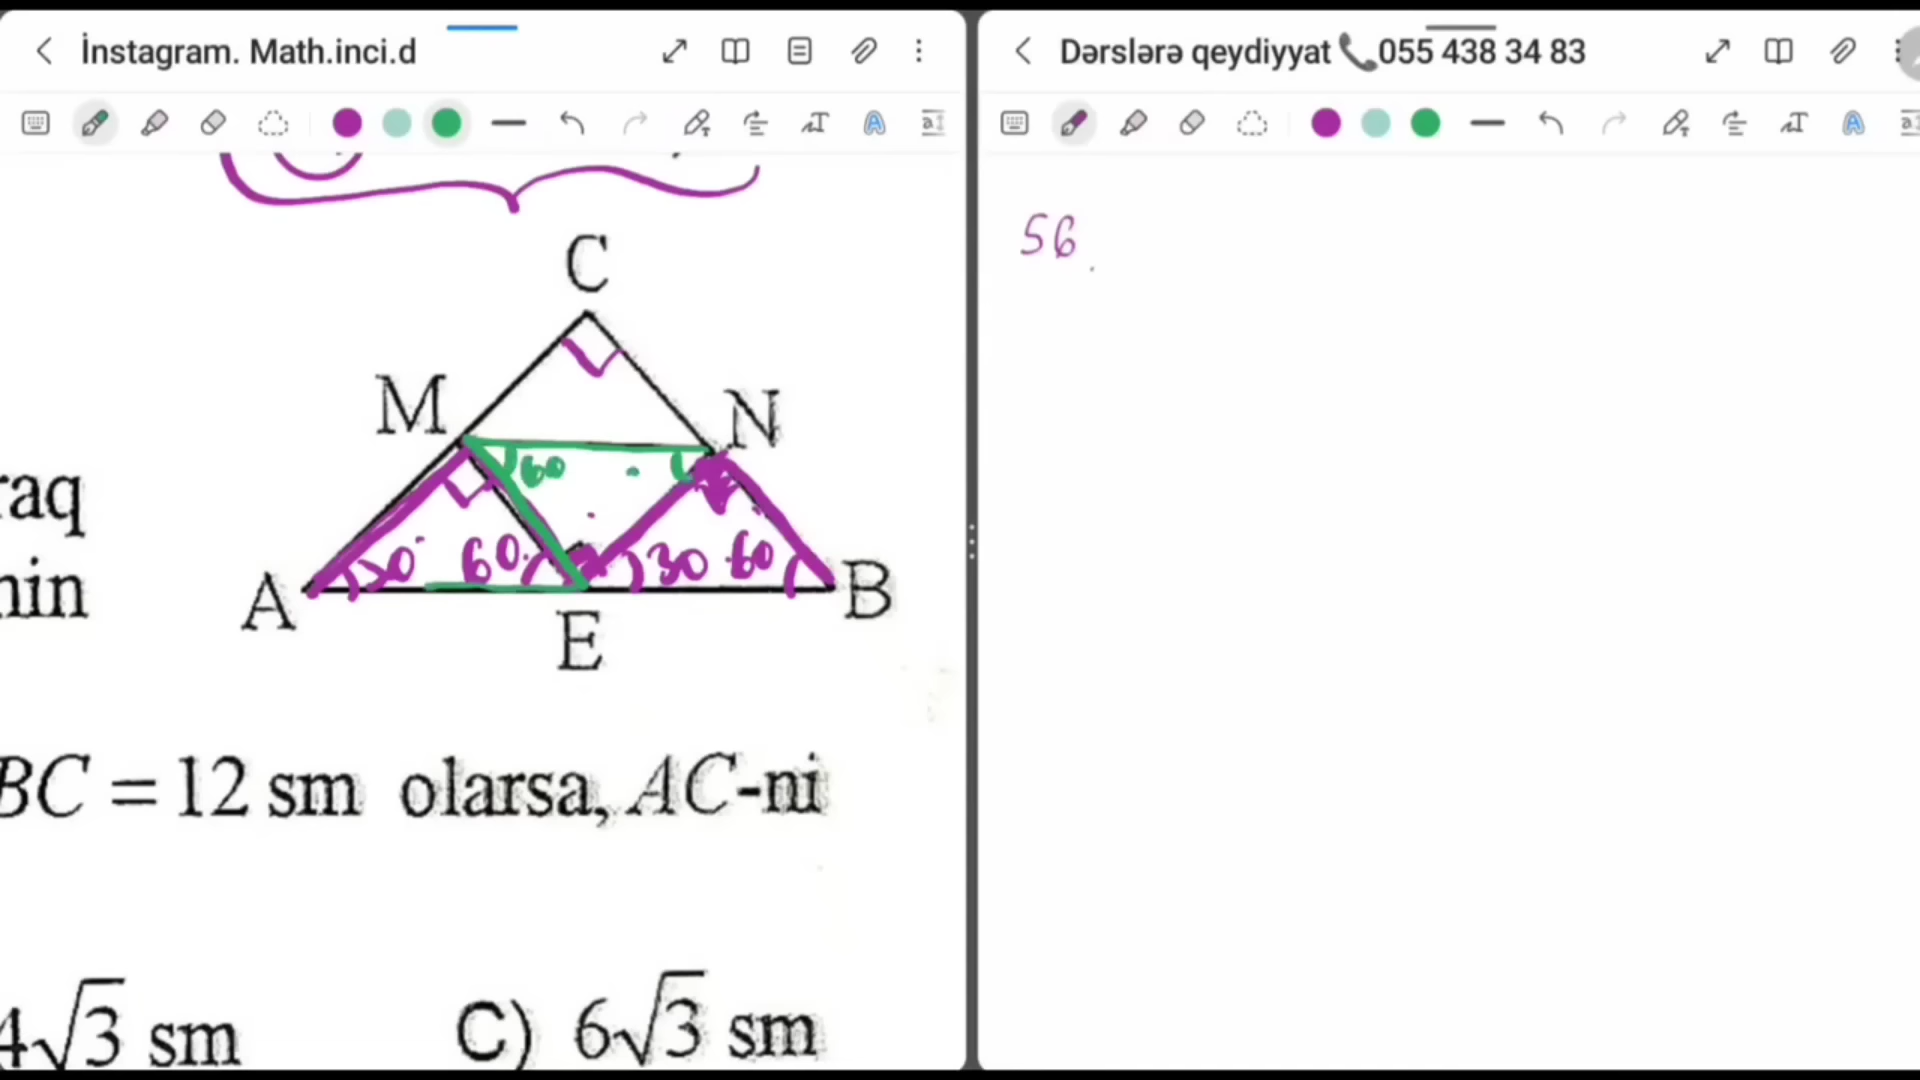 İnstagram. Math.inci.d
C
M
N
60
raq
30° 60° 30 60
A
B
E
BC = 12 sm olarsa, AC-ni
4√3 sm C) 6√3 sm
Dərslərə qeydiyyat 📞055 438 34 83
56.